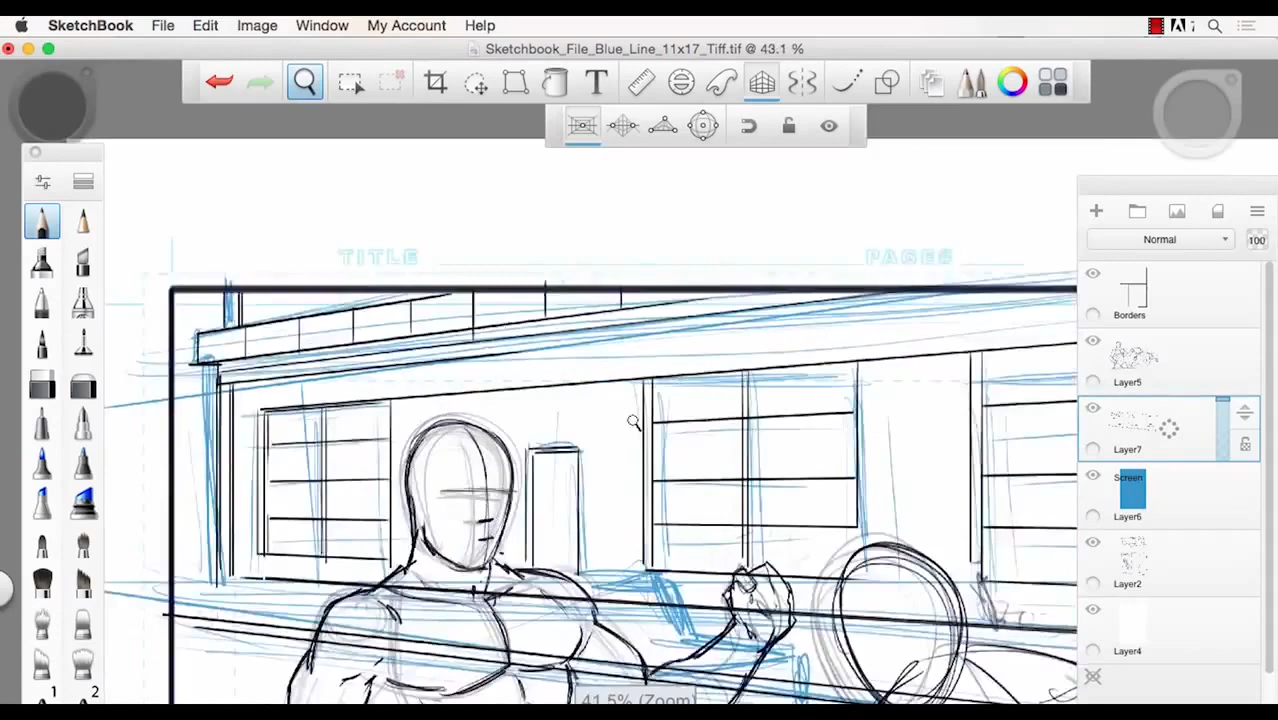 SketchBook File Edit Image Window My Account Help
Sketchbook_File_Blue_Line_11x17_Tiff.tif @ 43.1 %
T
Normal 100
TITLE PAGES
Borders
Layer5
Layer7
Screen
Layer6
Layer2
Layer4
1 2
41.5% (Zoom)